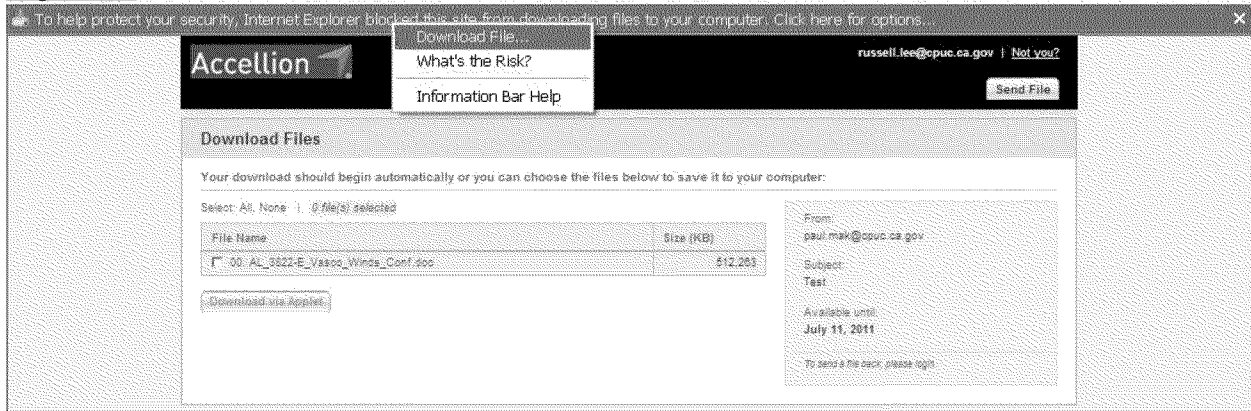 To help protect your security, Internet Explorer blocked this site from downloading files to your computer. Click here for options...
Download File...
What's the Risk?
Information Bar Help
Accellion
russell.lee@cpuc.ca.gov | Not you?
Send File
Download Files
Your download should begin automatically or you can choose the files below to save it to your computer:
Select: All, None | 0 file(s) selected
File Name Size (KB)
00. AL_3822-E_Vasco_Winds_Conf.doc 512.263
Download via Applet
From:
paul.mak@cpuc.ca.gov
Subject:
Test
Available until:
July 11, 2011
To send a file back, please login